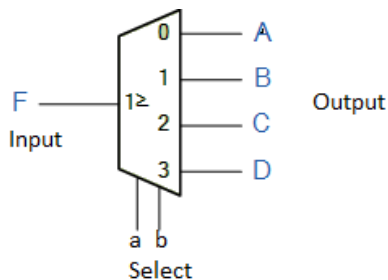 0 A
1 B
F 1≥ Output
2 C
Input
3 D
a b
Select